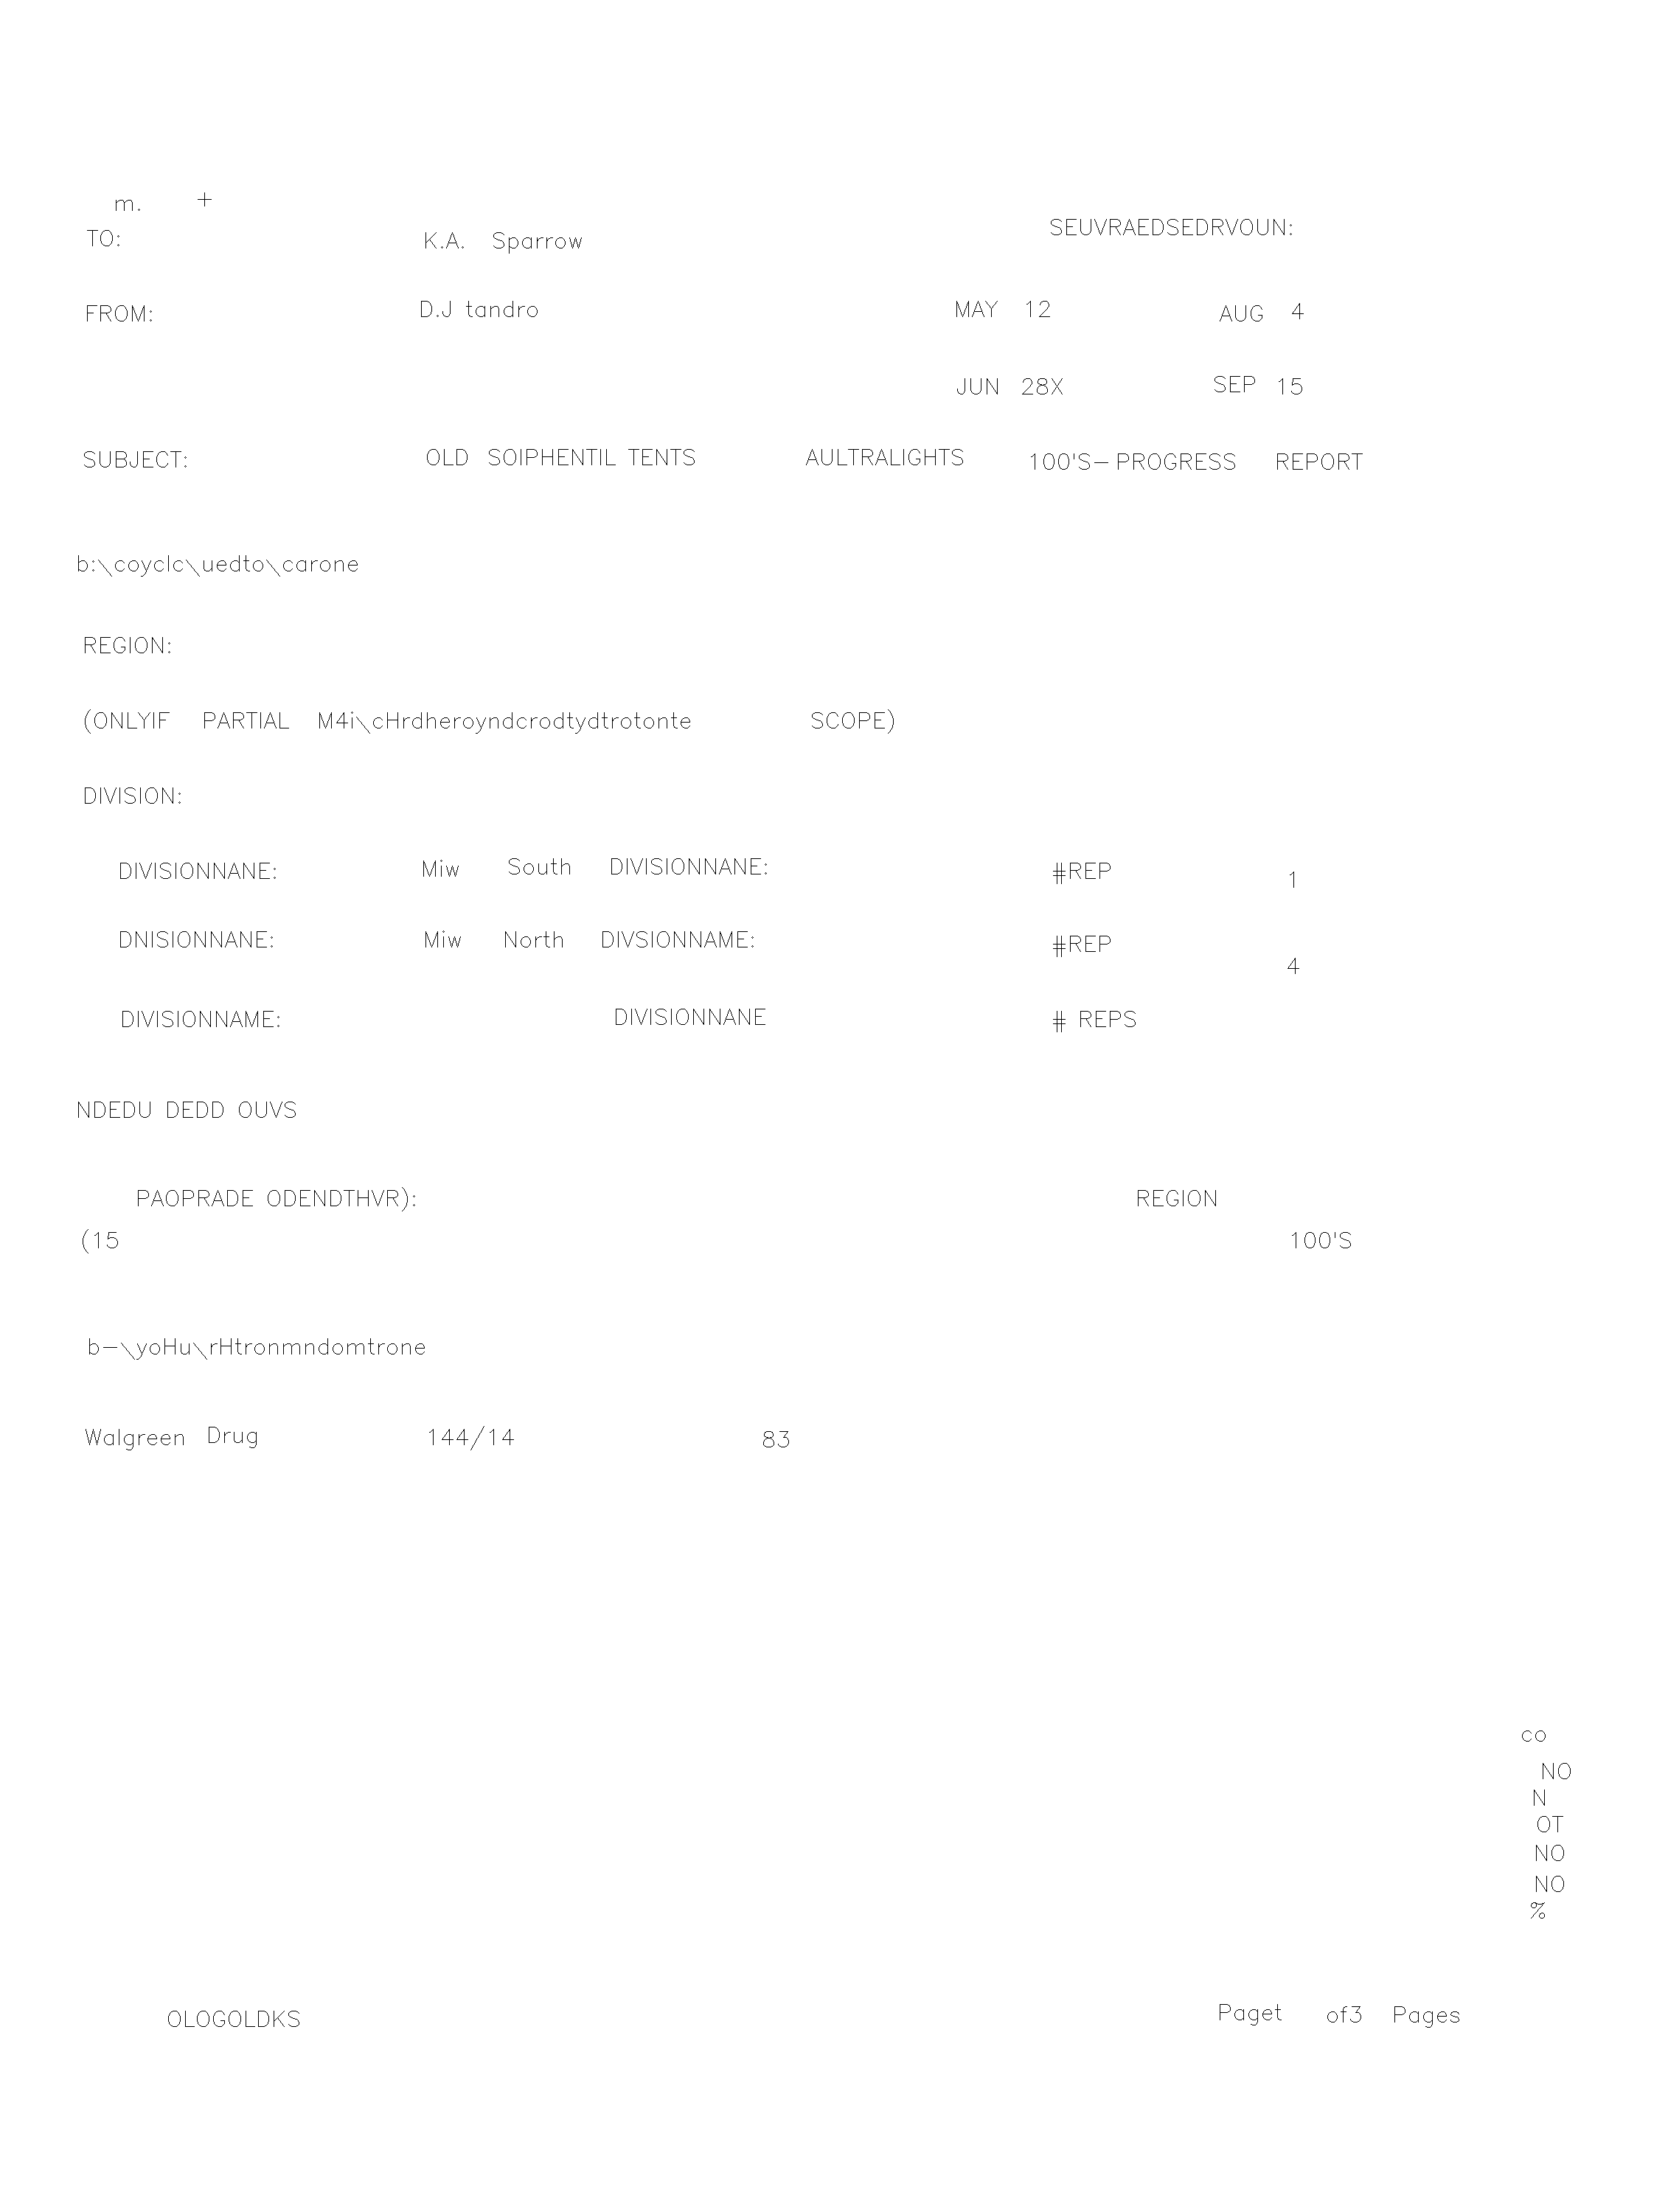 m. +
TO: K.A. Sparrow SEUVRAEDSEDRVOUN:
FROM: D.J tandro MAY 12 AUG 4
JUN 28X SEP 15
SUBJECT: OLD SOIPHENTIL TENTS AULTRALIGHTS 100'S- PROGRESS REPORT
b:\coyclc\uedto\carone
REGION:
(ONLYIF PARTIAL M4i\cHrdheroyndcrodtydtrotonte SCOPE)
DIVISION:
DIVISIONNANE: Miw South DIVISIONNANE: #REP 1
DNISIONNANE: Miw North DIVSIONNAME: #REP 4
DIVISIONNAME: DIVISIONNANE # REPS
NDEDU DEDD OUVS
PAOPRADE ODENDTHVR): REGION
(15 100'S
b-\yoHu\rHtronmndomtrone
Walgreen Drug 144/14 83
co
NO
N
OT
NO
NO
%
OLOGOLDKS Paget of3 Pages